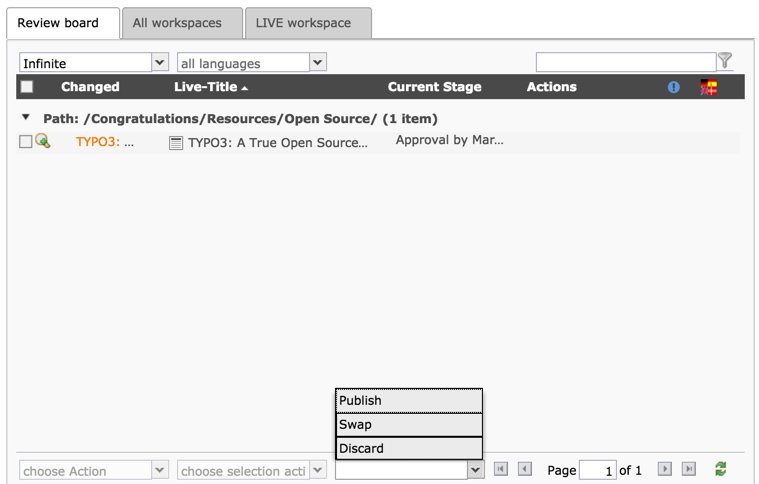 Review board All workspaces LIVE workspace
Infinite all languages
Changed Live-Title Current Stage Actions
Path: /Congratulations/Resources/Open Source/ (1 item)
TYPO3: ... TYPO3: A True Open Source... Approval by Mar...
Publish
Swap
Discard
choose Action choose selection acti Page 1 of 1